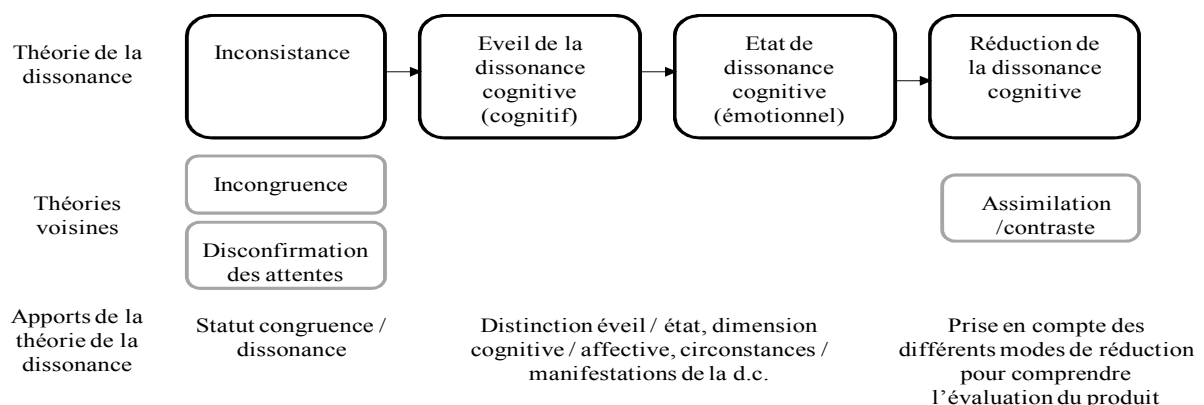 Théorie de la
dissonance
Inconsistance
Eveil de la
dissonance
cognitive
(cognitif)
Etat de
dissonance
cognitive
(émotionnel)
Réduction de
la dissonance
cognitive
Théories
voisines
Incongruence
Disconfirmation
des attentes
Assimilation
/contraste
Apports de la
théorie de la
dissonance
Statut congruence /
dissonance
Distinction éveil / état, dimension
cognitive / affective, circonstances /
manifestations de la d.c.
Prise en compte des
différents modes de réduction
pour comprendre
l'évaluation du produit